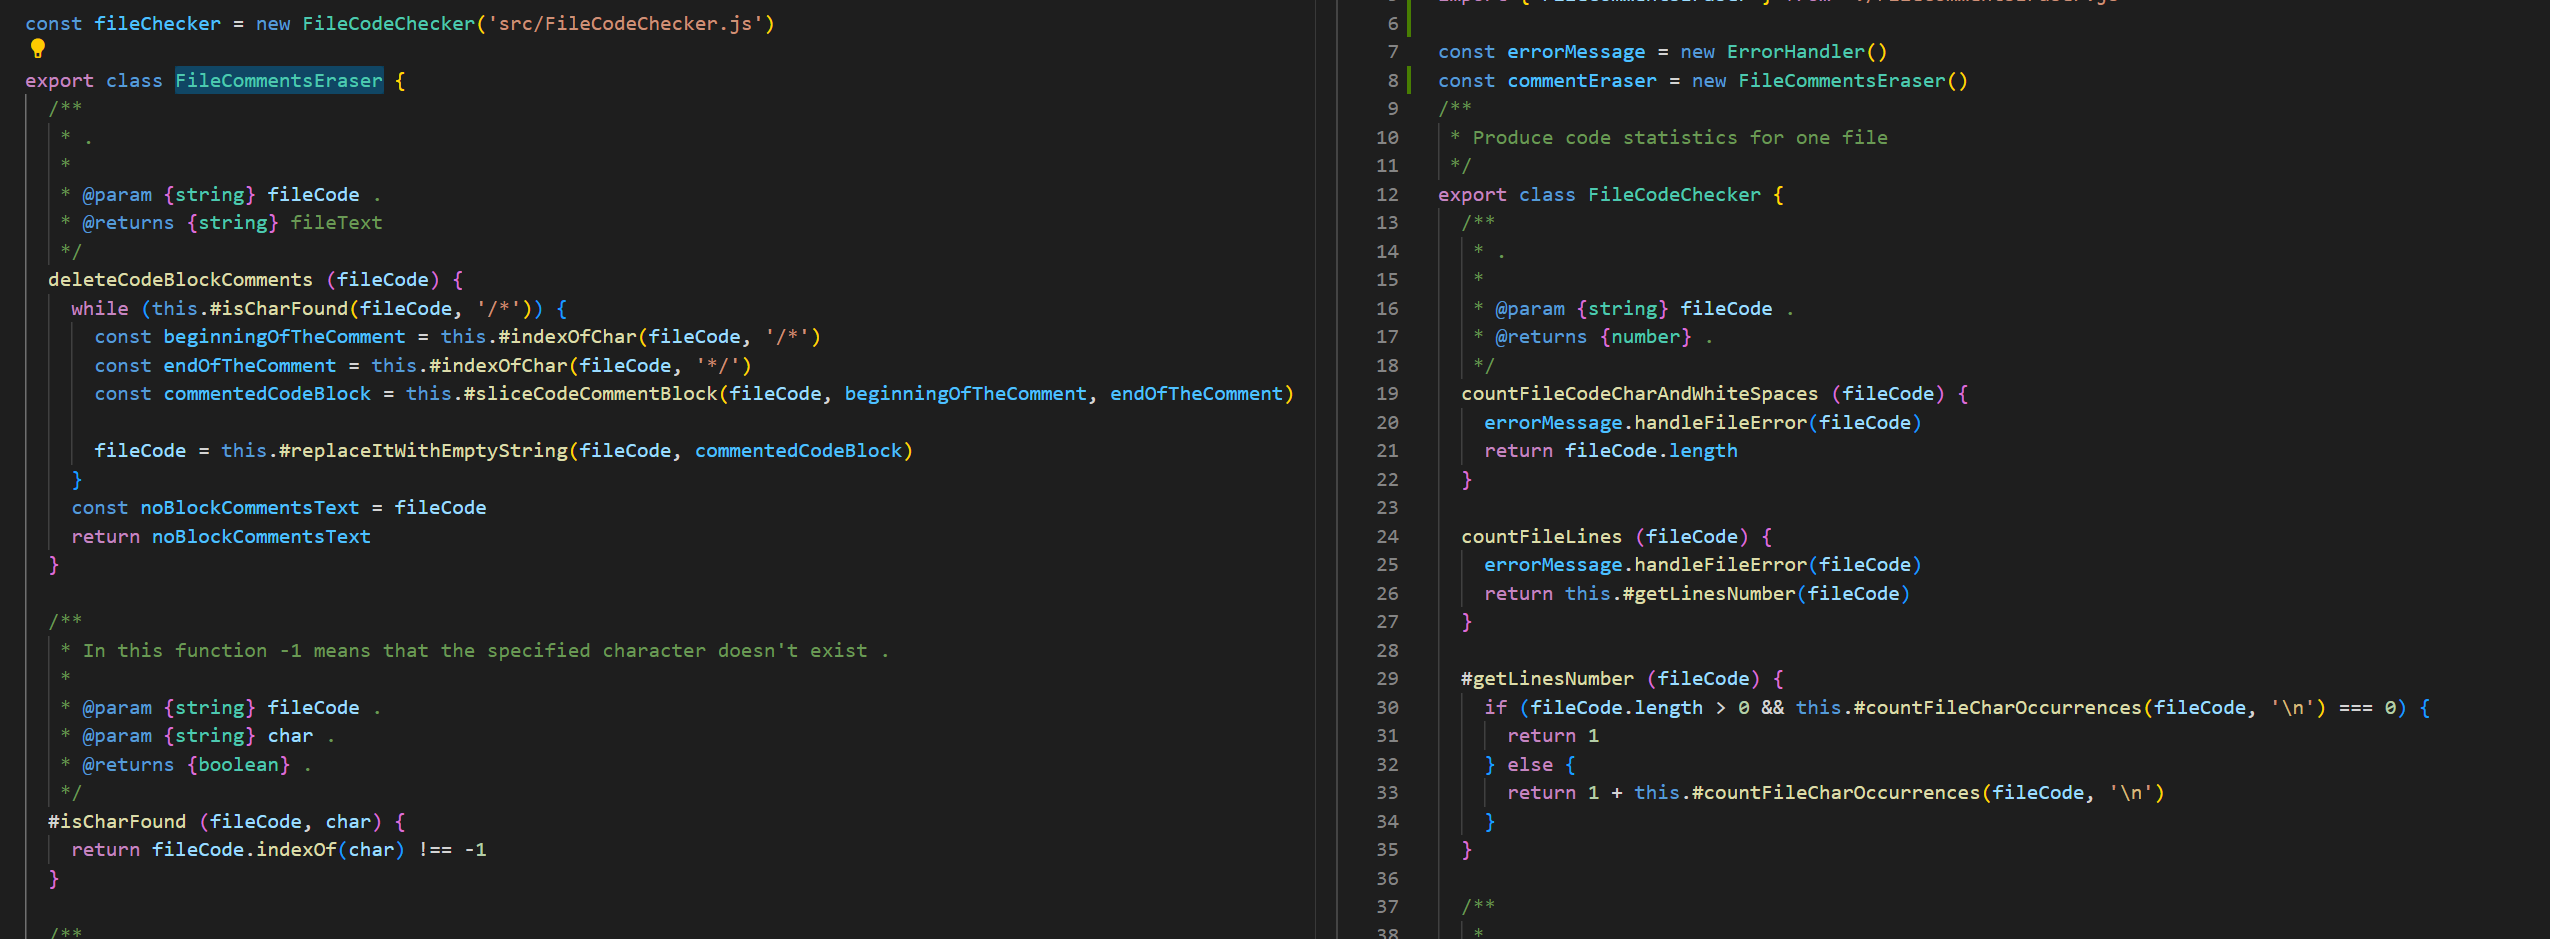 const fileChecker = new FileCodeChecker('src/FileCodeChecker.js')
export class FileCommentsEraser {
/**
* .
*
* @param {string} fileCode .
* @returns {string} fileText
*/
deleteCodeBlockComments (fileCode) {
while (this.#isCharFound(fileCode, '/*')) {
const beginningOfTheComment = this.#indexOfChar(fileCode, '/*')
const endOfTheComment = this.#indexOfChar(fileCode, '*/')
const commentedCodeBlock = this.#sliceCodeCommentBlock(fileCode, beginningOfTheComment, endOfTheComment)
fileCode = this.#replaceItWithEmptyString(fileCode, commentedCodeBlock)
}
const noBlockCommentsText = fileCode
return noBlockCommentsText
}
/**
* In this function -1 means that the specified character doesn't exist .
*
* @param {string} fileCode .
* @param {string} char .
* @returns {boolean} .
*/
#isCharFound (fileCode, char) {
return fileCode.indexOf(char) !== -1
}
/**
6
7 const errorMessage = new ErrorHandler()
8 const commentEraser = new FileCommentsEraser()
9 /**
10 * Produce code statistics for one file
11 */
12 export class FileCodeChecker {
13 /**
14 * .
15 *
16 * @param {string} fileCode .
17 * @returns {number} .
18 */
19 countFileCodeCharAndWhiteSpaces (fileCode) {
20 errorMessage.handleFileError(fileCode)
21 return fileCode.length
22 }
23
24 countFileLines (fileCode) {
25 errorMessage.handleFileError(fileCode)
26 return this.#getLinesNumber(fileCode)
27 }
28
29 #getLinesNumber (fileCode) {
30 if (fileCode.length > 0 && this.#countFileCharOccurrences(fileCode, '\n') === 0) {
31 return 1
32 } else {
33 return 1 + this.#countFileCharOccurrences(fileCode, '\n')
34 }
35 }
36
37 /**
38 *